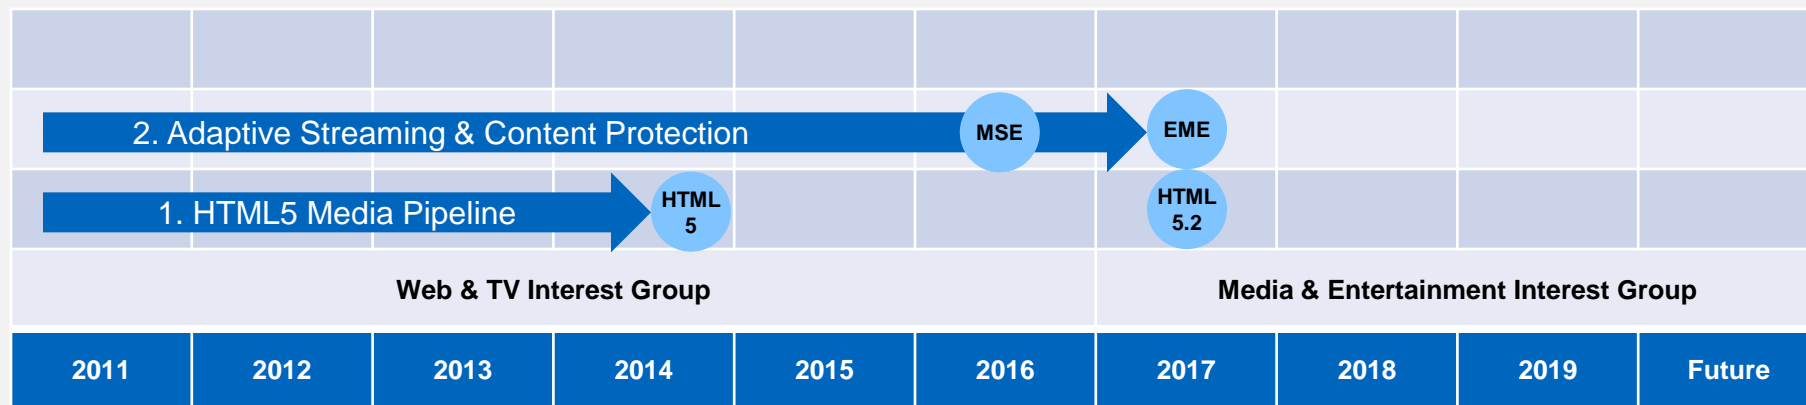 2. Adaptive Streaming & Content Protection
MSE
EME
1. HTML5 Media Pipeline
HTML
5
HTML
5.2
Web & TV Interest Group
Media & Entertainment Interest Group
2011
2012
2013
2014
2015
2016
2017
2018
2019
Future